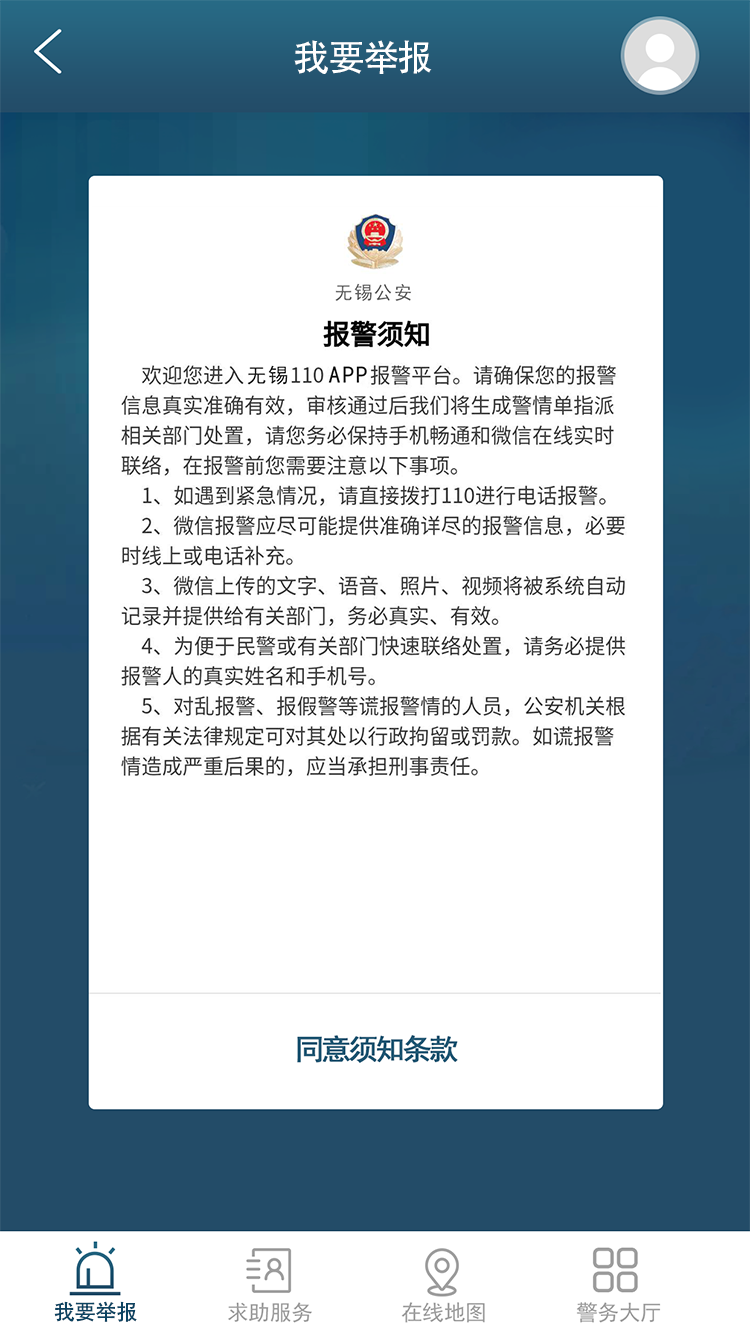 我要举报
无锡公安
报警须知
欢迎您进入无锡110 APP报警平台。请确保您的报警
信息真实准确有效，审核通过后我们将生成警情单指派
相关部门处置，请您务必保持手机畅通和微信在线实时
联络，在报警前您需要注意以下事项。
1、如遇到紧急情况，请直接拨打110进行电话报警。
2、微信报警应尽可能提供准确详尽的报警信息，必要
时线上或电话补充。
3、微信上传的文字、语音、照片、视频将被系统自动
记录并提供给有关部门，务必真实、有效。
4、为便于民警或有关部门快速联络处置，请务必提供
报警人的真实姓名和手机号。
5、对乱报警、报假警等谎报警情的人员，公安机关根
据有关法律规定可对其处以行政拘留或罚款。如谎报警
情造成严重后果的，应当承担刑事责任。
同意须知条款
我要举报 求助服务 在线地图 警务大厅